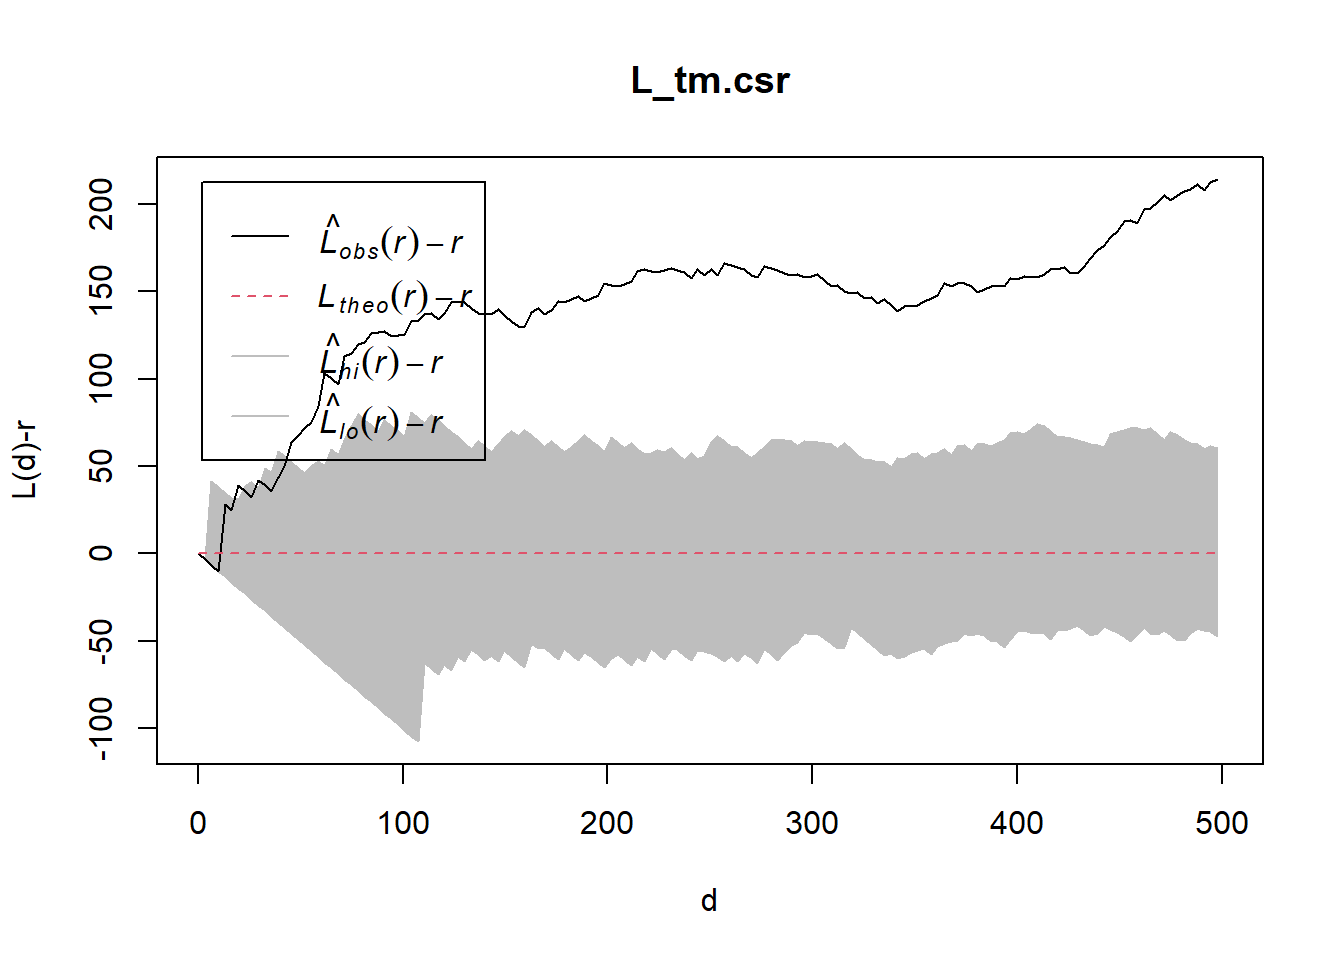 L_tm.csr
L̂obs(r) − r
Ltheo(r) − r
L̂hi(r) − r
L̂lo(r) − r
200
150
100
50
0
-50
-100
L(d)-r
0 100 200 300 400 500
d